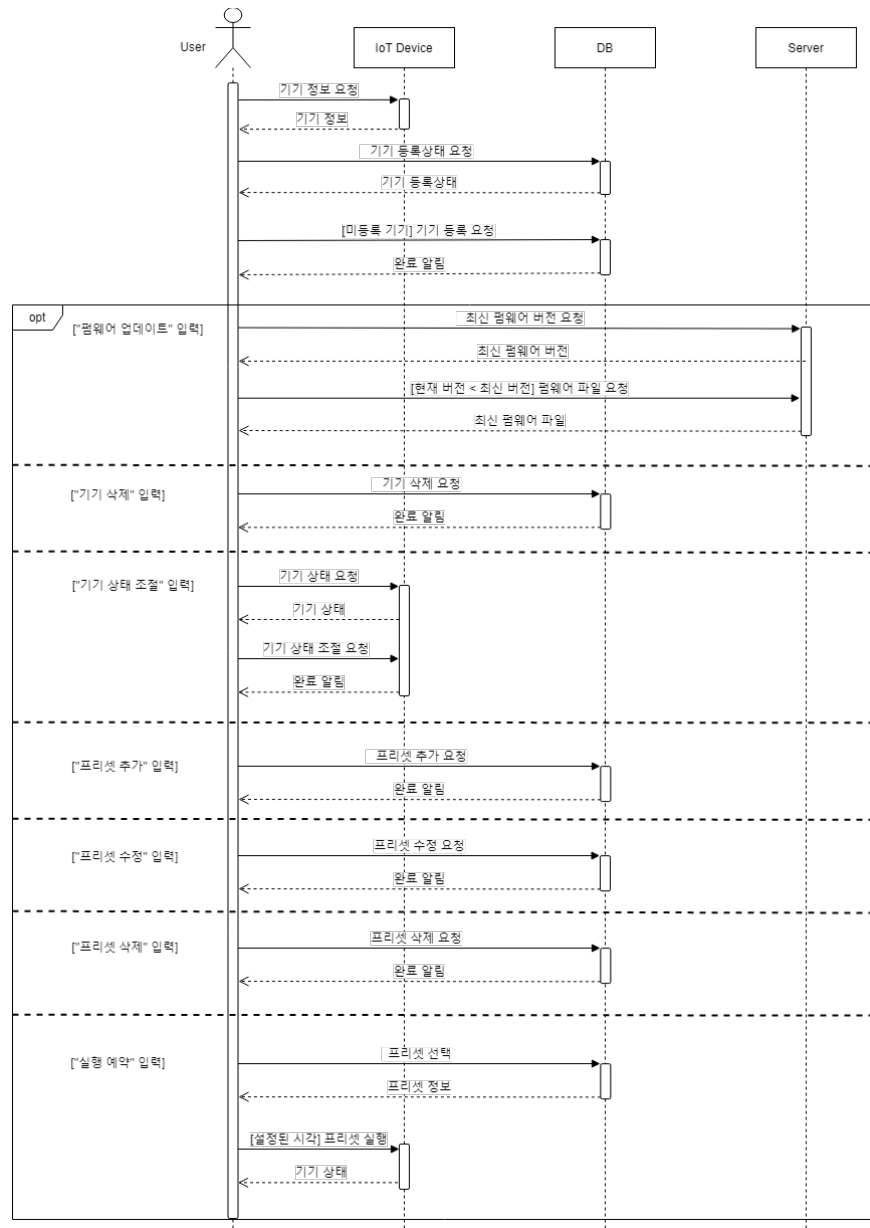 User
IoT Device
DB
Server
기기 정보 요청
기기 정보
기기 등록상태 요청
기기 등록상태
[미등록 기기] 기기 등록 요청
완료 알림
opt
["펌웨어 업데이트" 입력]
최신 펌웨어 버전 요청
최신 펌웨어 버전
[현재 버전 < 최신 버전] 펌웨어 파일 요청
최신 펌웨어 파일
["기기 삭제" 입력]
기기 삭제 요청
완료 알림
["기기 상태 조절" 입력]
기기 상태 요청
기기 상태
기기 상태 조절 요청
완료 알림
["프리셋 추가" 입력]
프리셋 추가 요청
완료 알림
["프리셋 수정" 입력]
프리셋 수정 요청
완료 알림
["프리셋 삭제" 입력]
프리셋 삭제 요청
완료 알림
["실행 예약" 입력]
프리셋 선택
프리셋 정보
[설정된 시각] 프리셋 실행
기기 상태